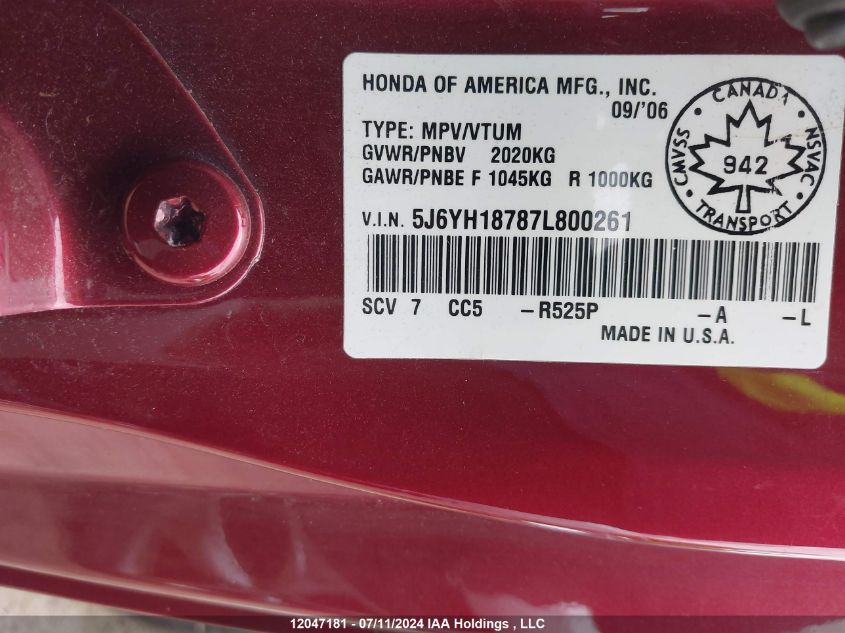 HONDA OF AMERICA MFG., INC.
09/'06
TYPE: MPV/VTUM
GVWR/PNBV 2020KG
GAWR/PNBE F 1045KG R 1000KG
CANADA
CMVSS
942
NSVAC
TRANSPORT
V.I.N. 5J6YH18787L800261
SCV 7 CC5 -R525P -A -L
MADE IN U.S.A.
12047181 - 07/11/2024 IAA Holdings , LLC